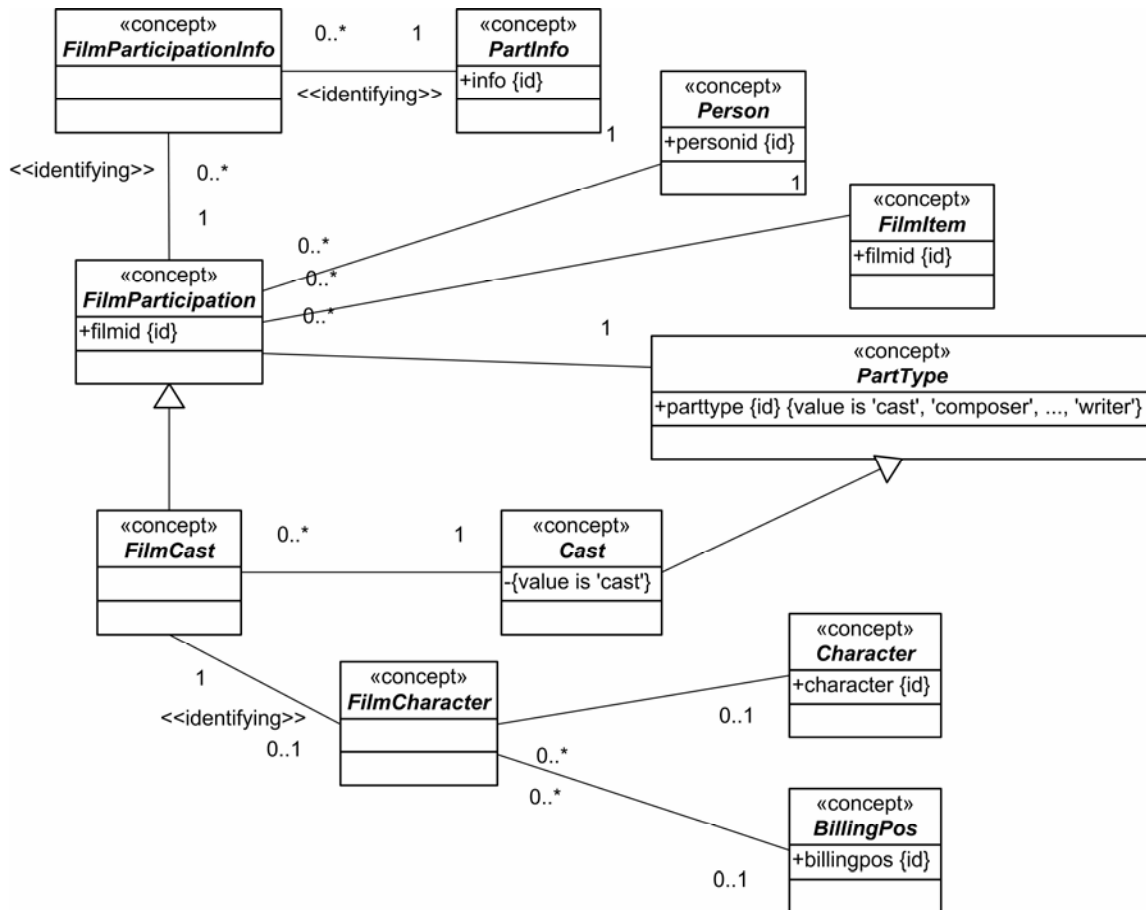 «concept»
FilmParticipationInfo
0..*
1
<<identifying>>
«concept»
PartInfo
+info {id}
<<identifying>>
0..*
1
«concept»
Person
+personid {id}
1
1
«concept»
FilmItem
+filmid {id}
0..*
0..*
0..*
«concept»
FilmParticipation
+filmid {id}
1
«concept»
PartType
+parttype {id} {value is 'cast', 'composer', ..., 'writer'}
«concept»
FilmCast
0..*
1
«concept»
Cast
-{value is 'cast'}
1
<<identifying>>
0..1
«concept»
FilmCharacter
0..*
0..*
«concept»
Character
+character {id}
0..1
«concept»
BillingPos
+billingpos {id}
0..1